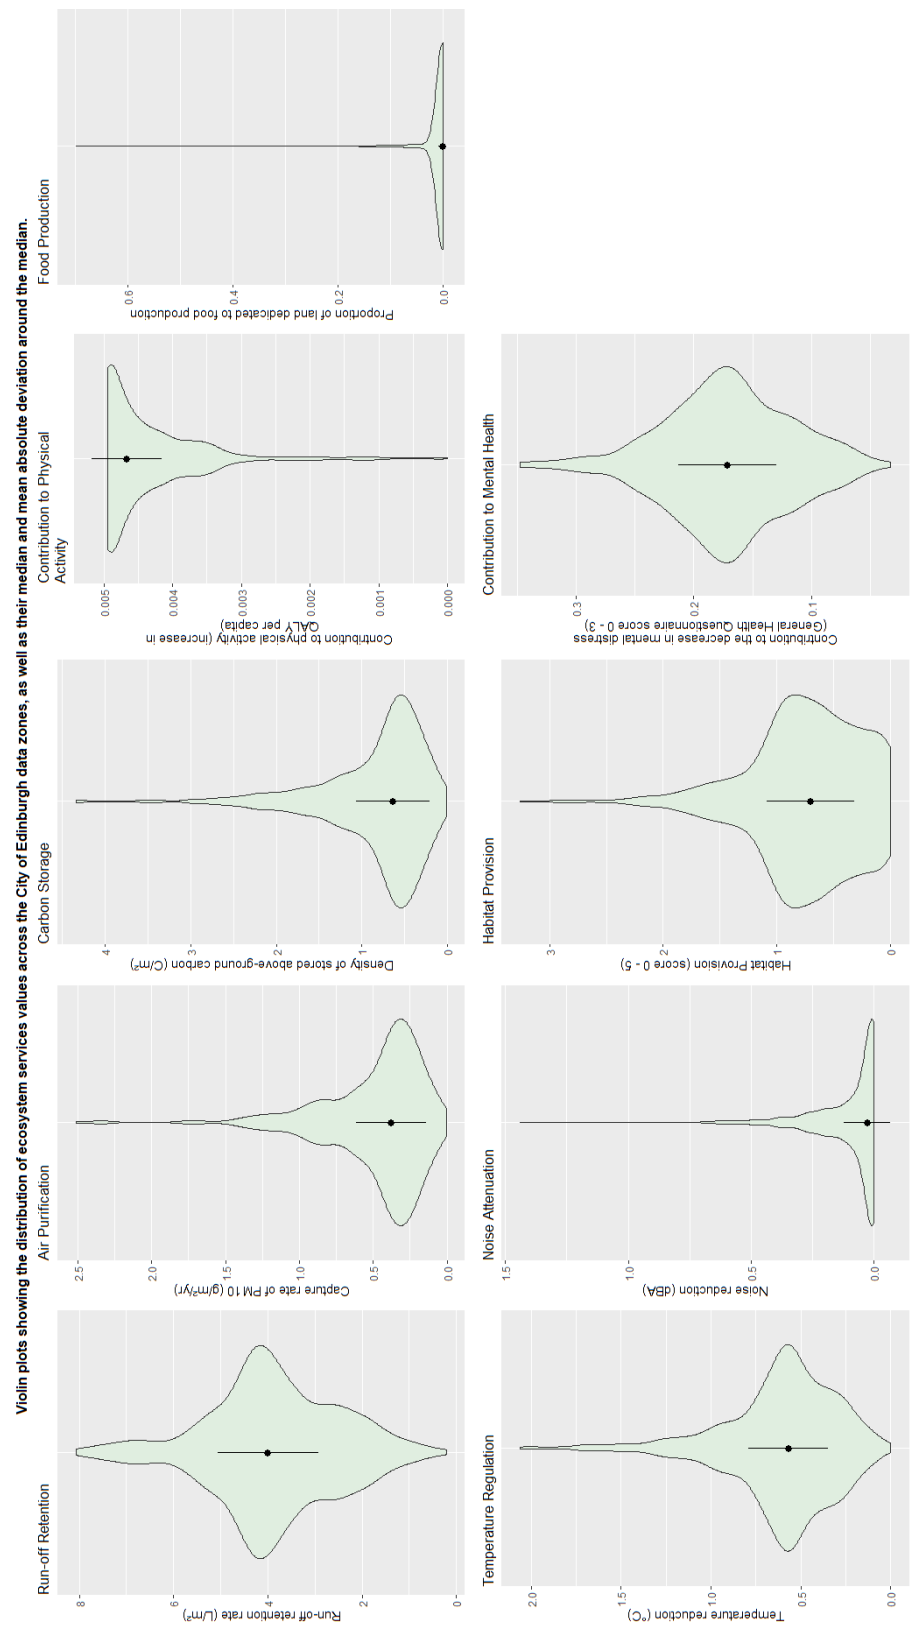 Violin plots showing the distribution of ecosystem services values across the City of Edinburgh data zones, as well as their median and mean absolute deviation around the median.
Run-off Retention
Run-off retention rate (L/m²)
8
6
4
2
0
Air Purification
Capture rate of PM10 (g/m²/yr)
2.5
2.0
1.5
1.0
0.5
0.0
Carbon Storage
Density of stored above-ground carbon (C/m²)
4
3
2
1
0
Contribution to Physical
Activity
Contribution to physical activity (increase in
QALY per capita)
0.005
0.004
0.003
0.002
0.001
0.000
Food Production
Proportion of land dedicated to food production
0.6
0.4
0.2
0.0
Temperature Regulation
Temperature reduction (°C)
2.0
1.5
1.0
0.5
0.0
Noise Attenuation
Noise reduction (dBA)
1.5
1.0
0.5
0.0
Habitat Provision
Habitat Provision (score 0 - 5)
3
2
1
0
Contribution to Mental Health
Contribution to the decrease in mental distress
(General Health Questionnaire score 0 - 3)
0.3
0.2
0.1